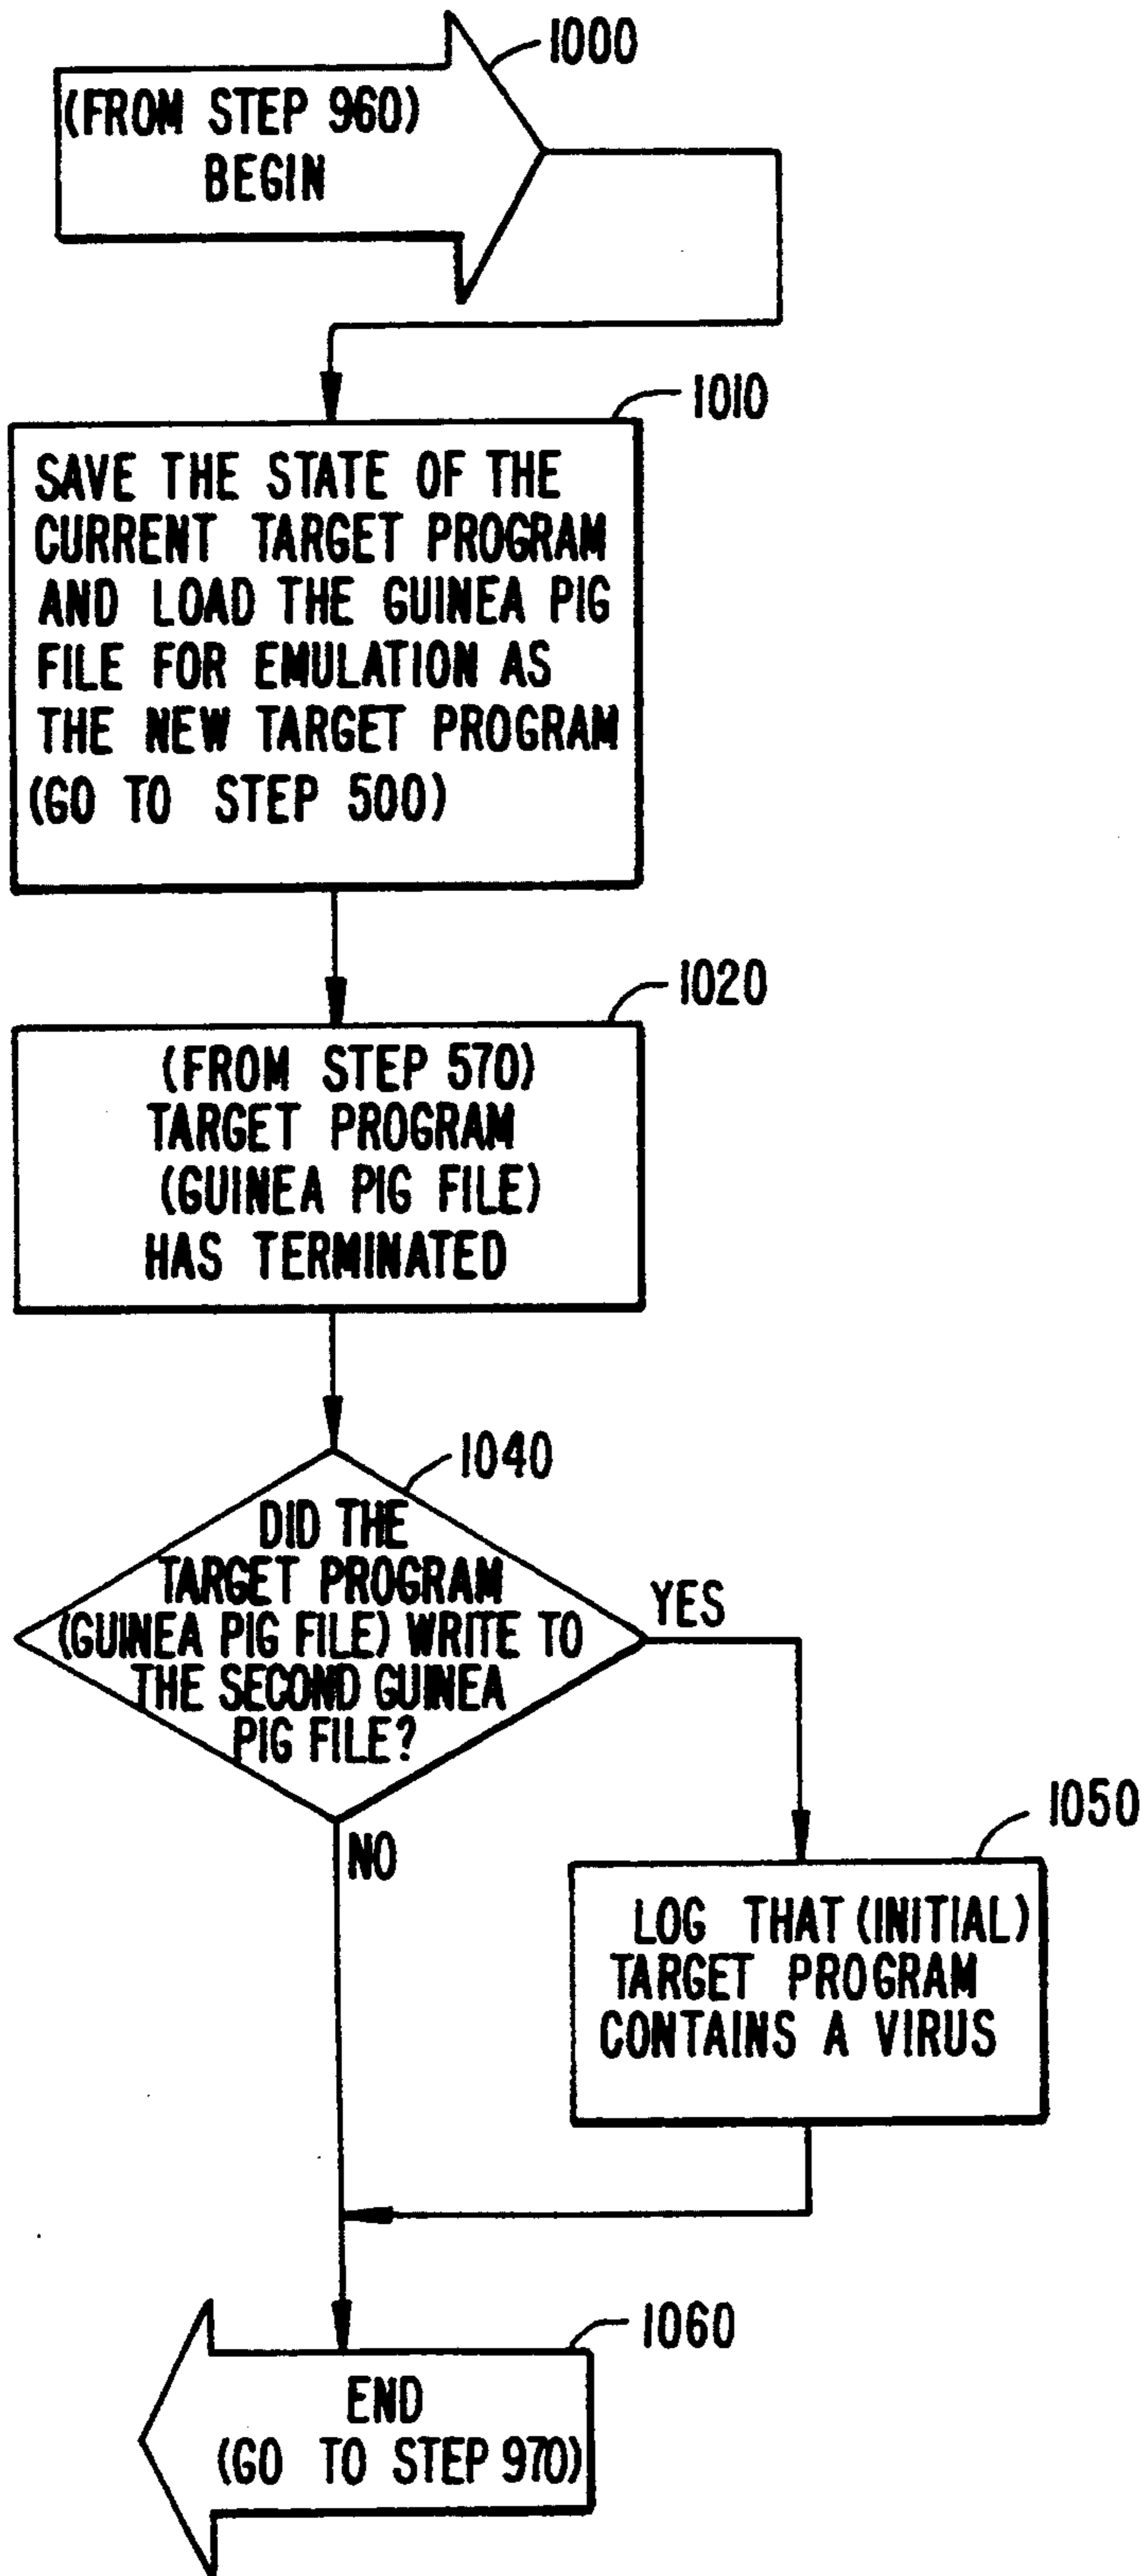 1000
(FROM STEP 960)
BEGIN
1010
SAVE THE STATE OF THE
CURRENT TARGET PROGRAM
AND LOAD THE GUINEA PIG
FILE FOR EMULATION AS
THE NEW TARGET PROGRAM
(GO TO STEP 500)
1020
(FROM STEP 570)
TARGET PROGRAM
(GUINEA PIG FILE)
HAS TERMINATED
1040
DID THE
TARGET PROGRAM
(GUINEA PIG FILE) WRITE TO
THE SECOND GUINEA
PIG FILE?
YES
NO
1050
LOG THAT (INITIAL)
TARGET PROGRAM
CONTAINS A VIRUS
1060
END
(GO TO STEP 970)